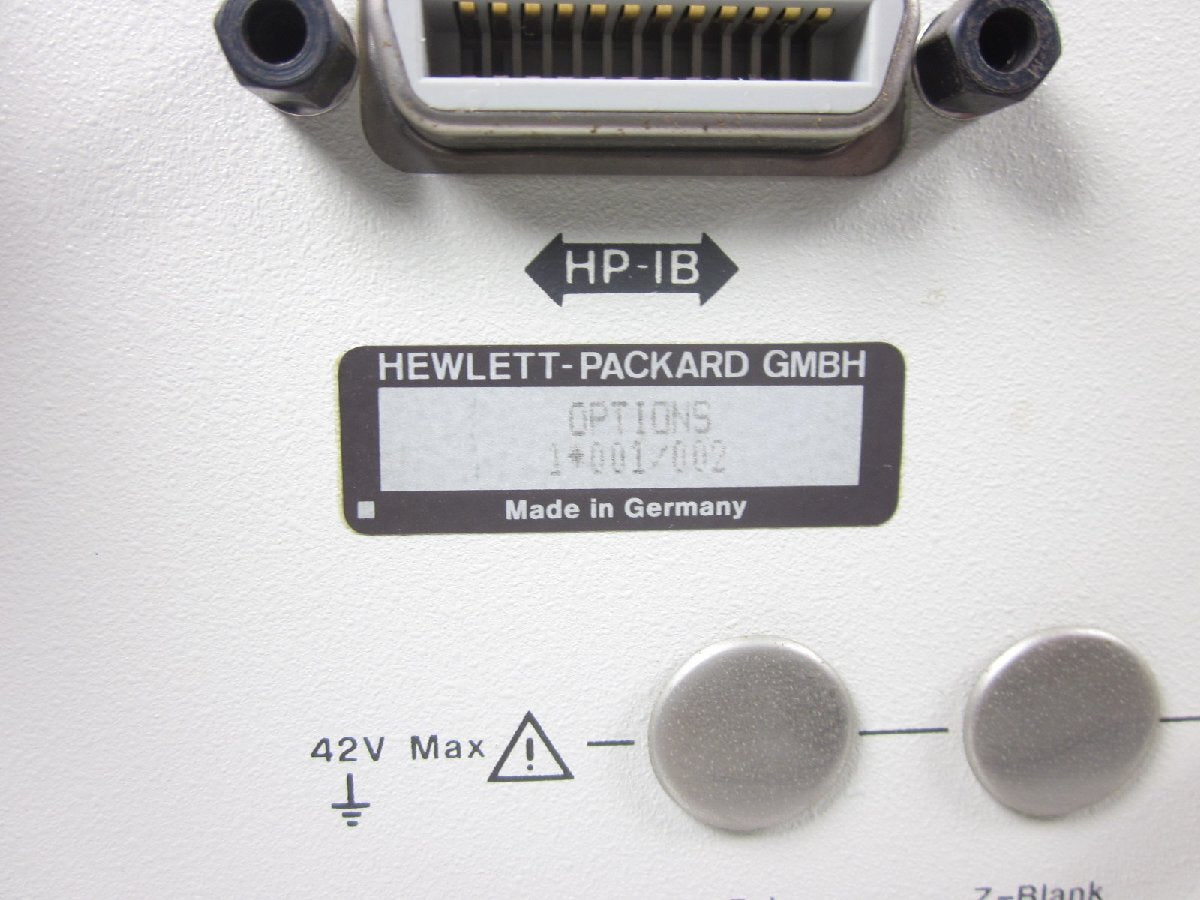 HP-IB
HEWLETT-PACKARD GMBH
OPTIONS
1+001/002
Made in Germany
42V Max
Z-Blank